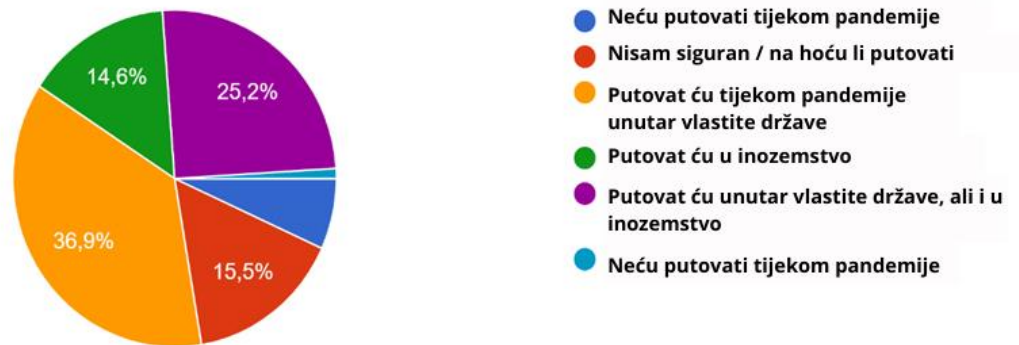 14,6%
25,2%
36,9%
15,5%
Neću putovati tijekom pandemije
Nisam siguran / na hoću li putovati
Putovat ću tijekom pandemije
unutar vlastite države
Putovat ću u inozemstvo
Putovat ću unutar vlastite države, ali i u
inozemstvo
Neću putovati tijekom pandemije